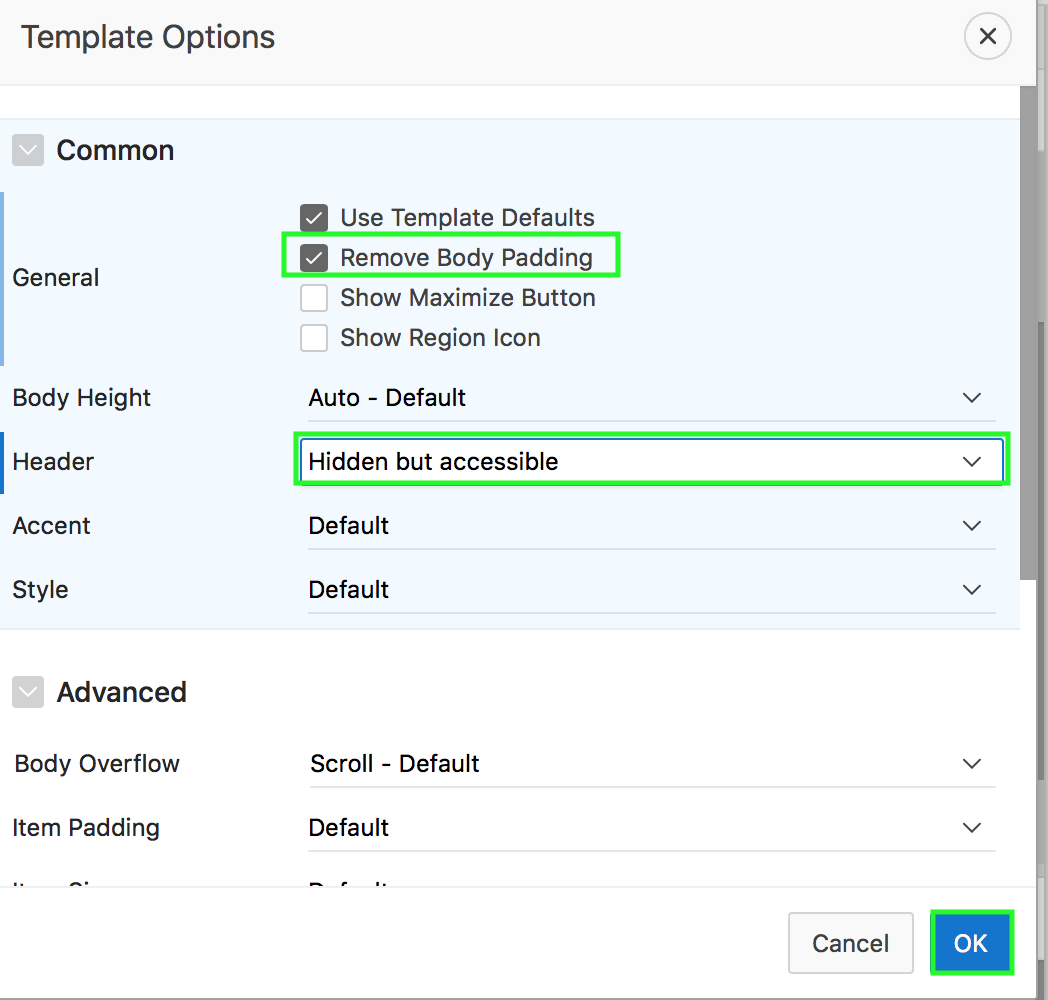 Template Options
Common
General
Use Template Defaults
Remove Body Padding
Show Maximize Button
Show Region Icon
Body Height Auto - Default
Header Hidden but accessible
Accent Default
Style Default
Advanced
Body Overflow Scroll - Default
Item Padding Default
Default
Cancel OK